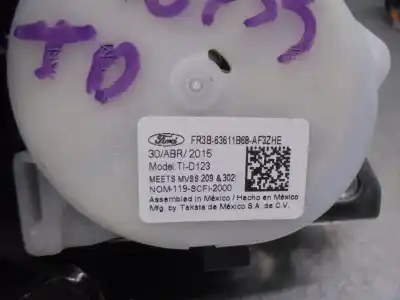 TD
Ford
FR3B-63611B68-AF3ZHE
30/ABR/2015
Model:TI-D123
MEETS MVSS 209 & 302
NOM-119-SCFI-2000
Assembled in México / Hecho en México
Mfg. by Takata de México S.A. de C.V.